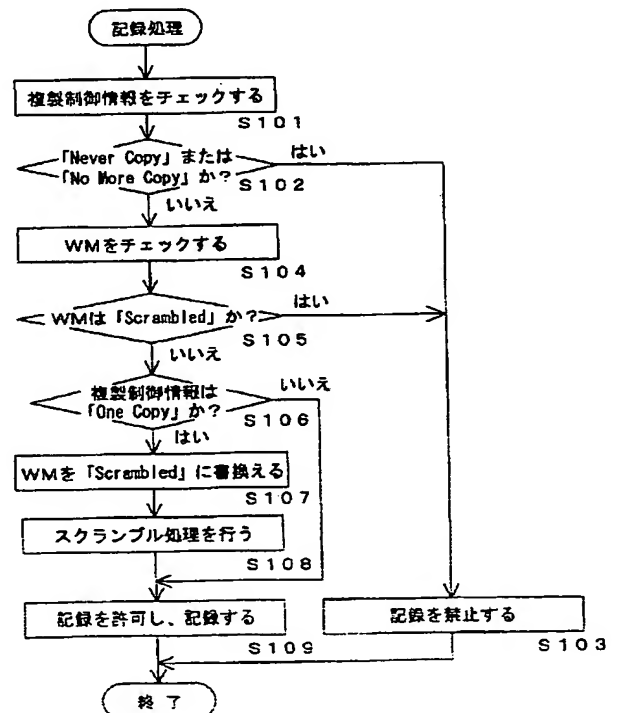 記録処理
複製制御情報をチェックする
S101
「Never Copy」または
「No More Copy」か?
はい
S102
いいえ
WMをチェックする
S104
WMは「Scrambled」か?
はい
S105
いいえ
複製制御情報は
「One Copy」か?
いいえ
S106
はい
WMを「Scrambled」に書換える
S107
スクランブル処理を行う
S108
記録を許可し、記録する
S109
記録を禁止する
S103
終了